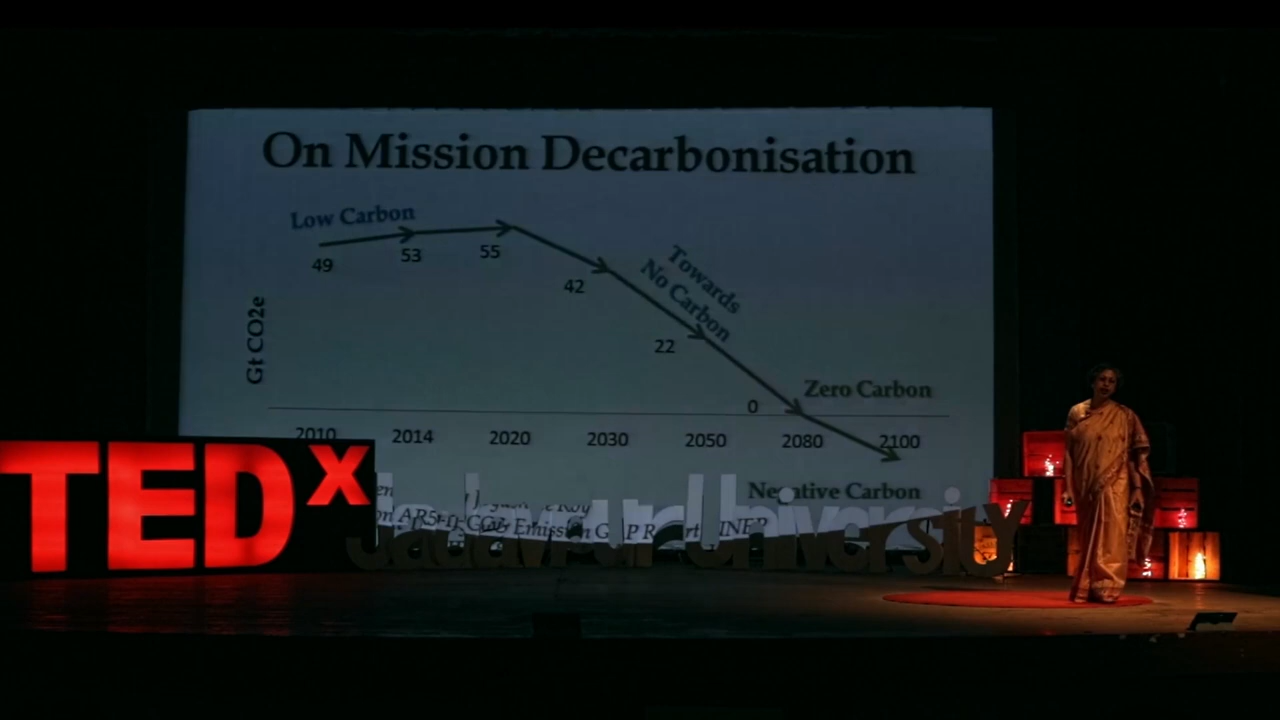 On Mission Decarbonisation
Low Carbon
49
53
55
42
22
0
Towards
No Carbon
Zero Carbon
Gt CO2e
2010 2014 2020 2030 2050 2080 2100
Negative Carbon
TEDx
Jadavpur University